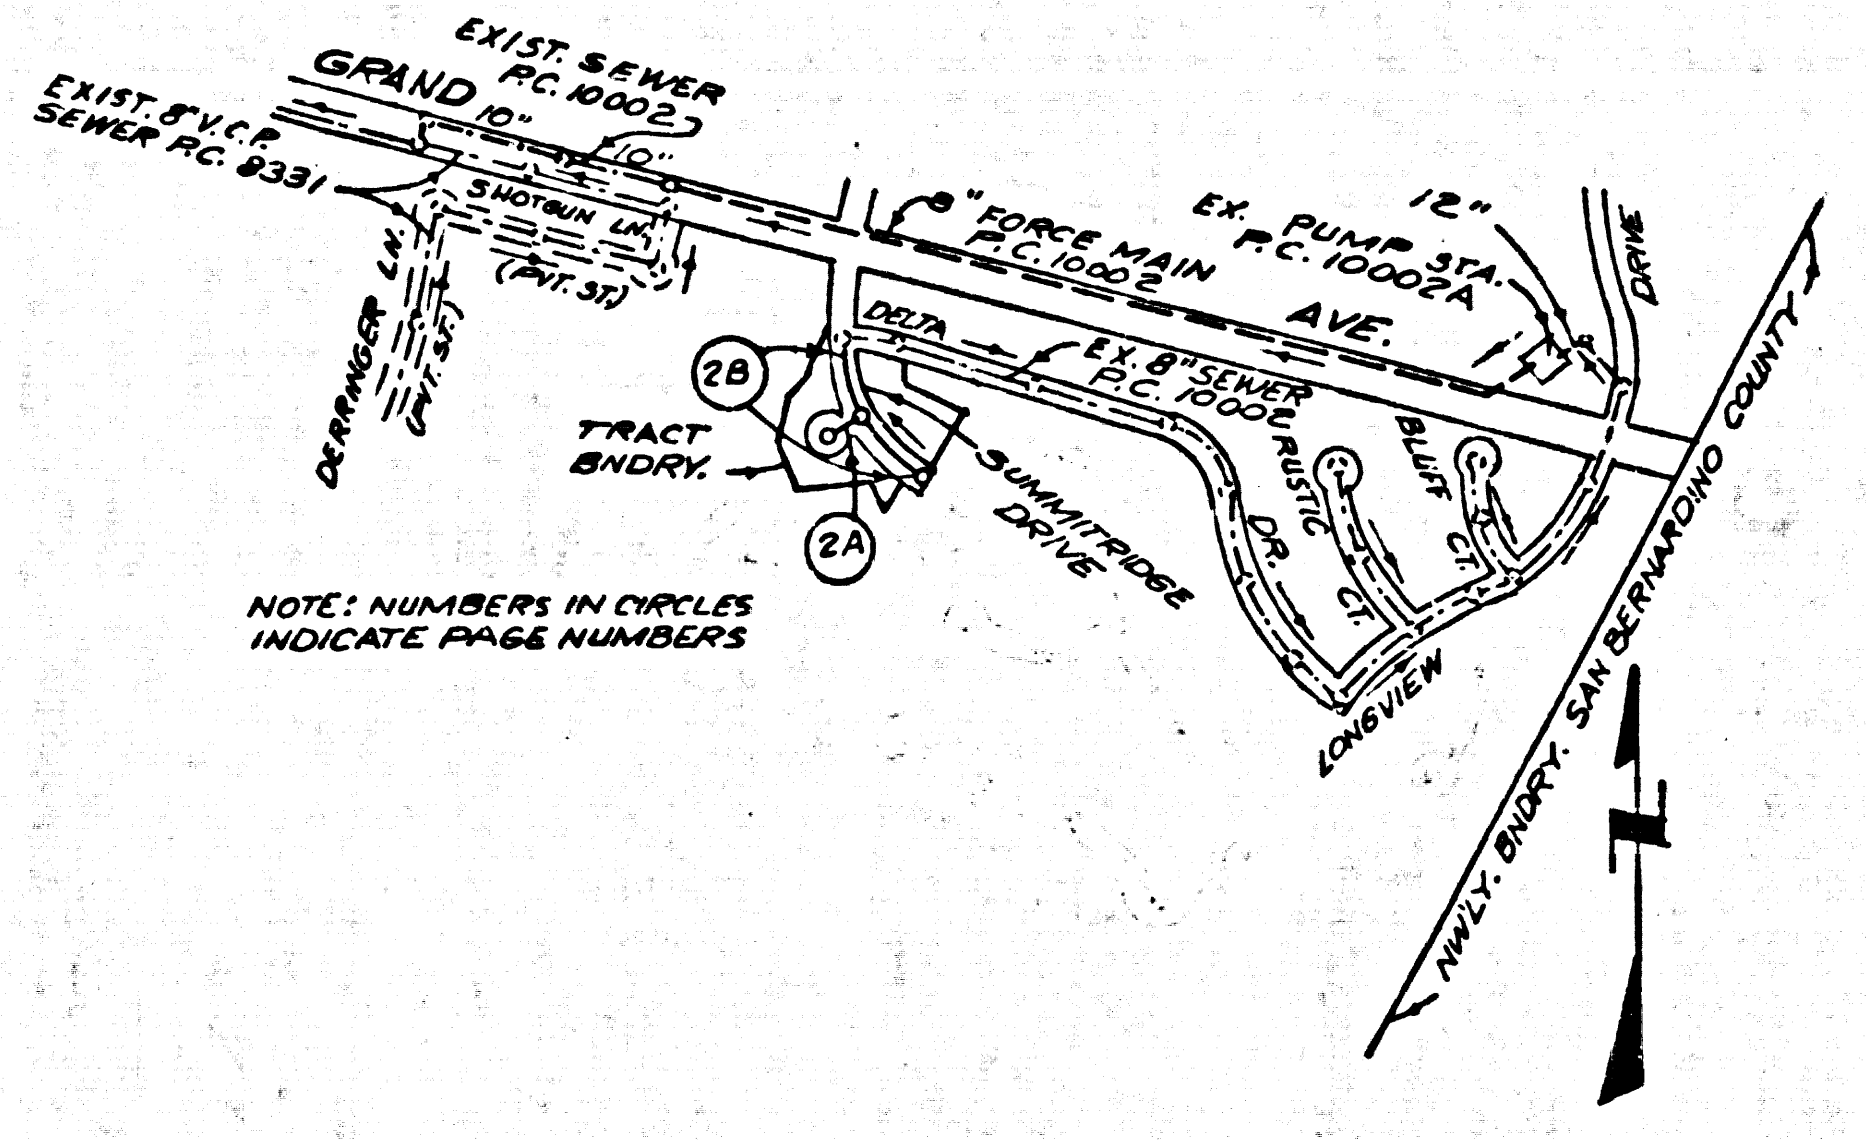 EXIST. SEWER
P.C. 10002
GRAND
10"
10"
EXIST. 8" V.C.P.
SEWER P.C. 8331
SHOTGUN LN.
(PVT. ST.)
DERRINGER LN.
(PVT. ST.)
8" FORCE MAIN
P.C. 10002
EX. PUMP STA.
P.C. 10002A
12"
DRIVE
AVE.
DELTA
EX. 8" SEWER
P.C. 10002
2B
TRACT
BNDRY.
2A
SUMMITRIDGE
DRIVE
DR.
RUSTIC
CT.
BLUFF
CT.
LONGVIEW
NOTE: NUMBERS IN CIRCLES
INDICATE PAGE NUMBERS
NW'LY. BNDRY. SAN BERNARDINO COUNTY